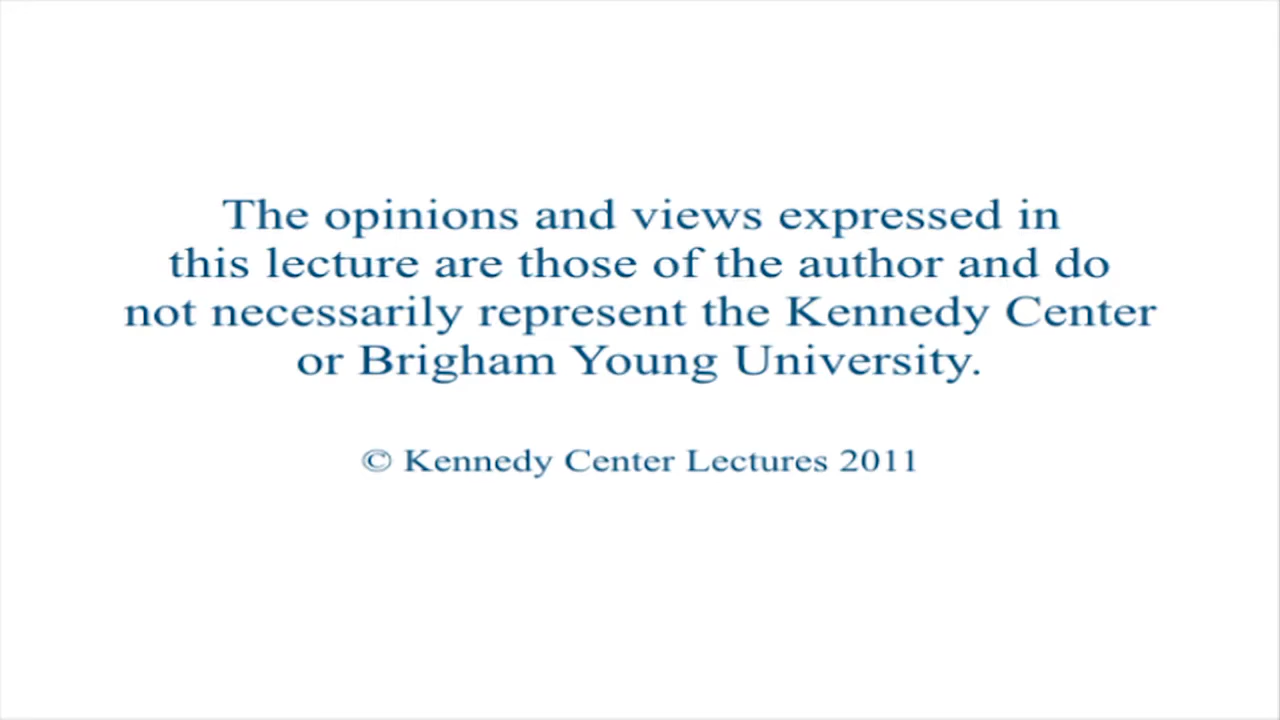 The opinions and views expressed in
this lecture are those of the author and do
not necessarily represent the Kennedy Center
or Brigham Young University.
© Kennedy Center Lectures 2011